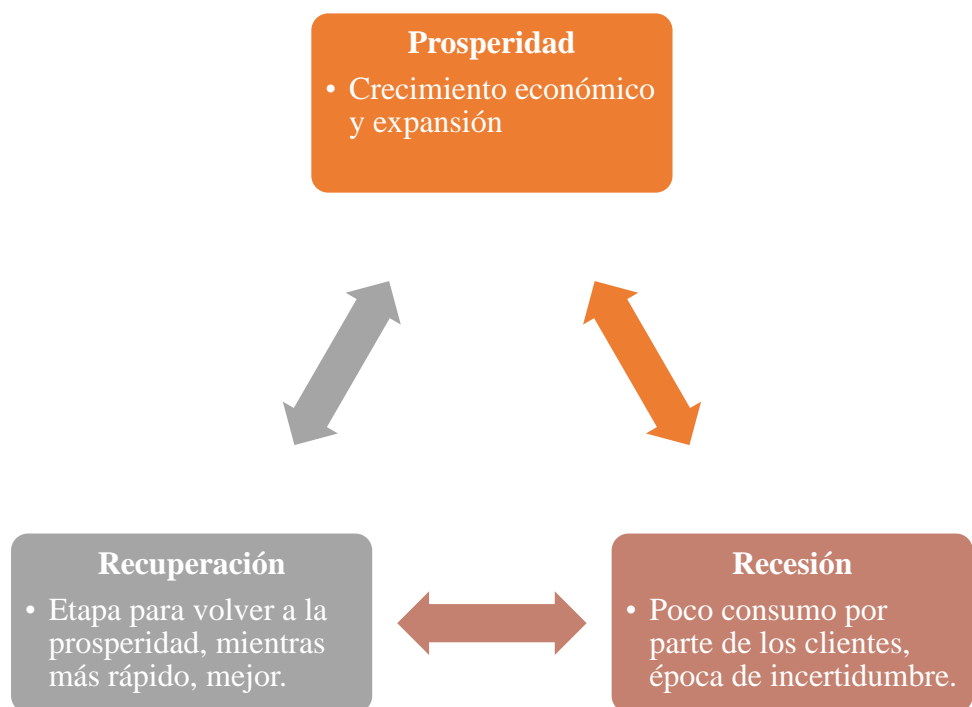 Prosperidad
• Crecimiento económico
y expansión
Recuperación
• Etapa para volver a la
prosperidad, mientras
más rápido, mejor.
Recesión
• Poco consumo por
parte de los clientes,
época de incertidumbre.